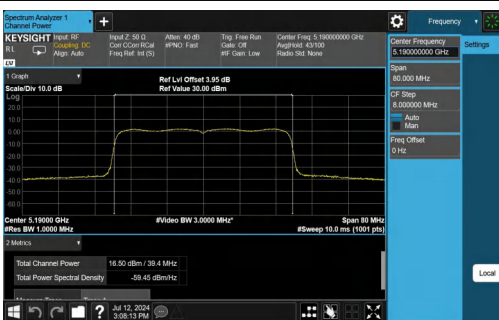 Spectrum Analyzer 1
Channel Power
+
Frequency
KEYSIGHT Input: RF
R L
Coupling: DC
Align: Auto
Input Z: 50 Ω
Corr CCorr RCal
Freq Ref: Int (S)
Atten: 40 dB
#PNO: Fast
Trig: Free Run
Gate: Off
#IF Gain: Low
Center Freq: 5.190000000 GHz
Avg|Hold: 43/100
Radio Std: None
LXI
Center Frequency
5.190000000 GHz
Settings
Span
80.000 MHz
CF Step
8.000000 MHz
Auto
Man
Freq Offset
0 Hz
1 Graph
Scale/Div 10.0 dB
Ref Lvl Offset 3.95 dB
Ref Value 30.00 dBm
Log
20.0
10.0
0.00
-10.0
-20.0
-30.0
-40.0
-50.0
-60.0
Center 5.19000 GHz
#Res BW 1.0000 MHz
#Video BW 3.0000 MHz*
Span 80 MHz
#Sweep 10.0 ms (1001 pts)
2 Metrics
Total Channel Power 16.50 dBm / 39.4 MHz
Total Power Spectral Density -59.45 dBm/Hz
Local
?
Jul 12, 2024
3:08:13 PM